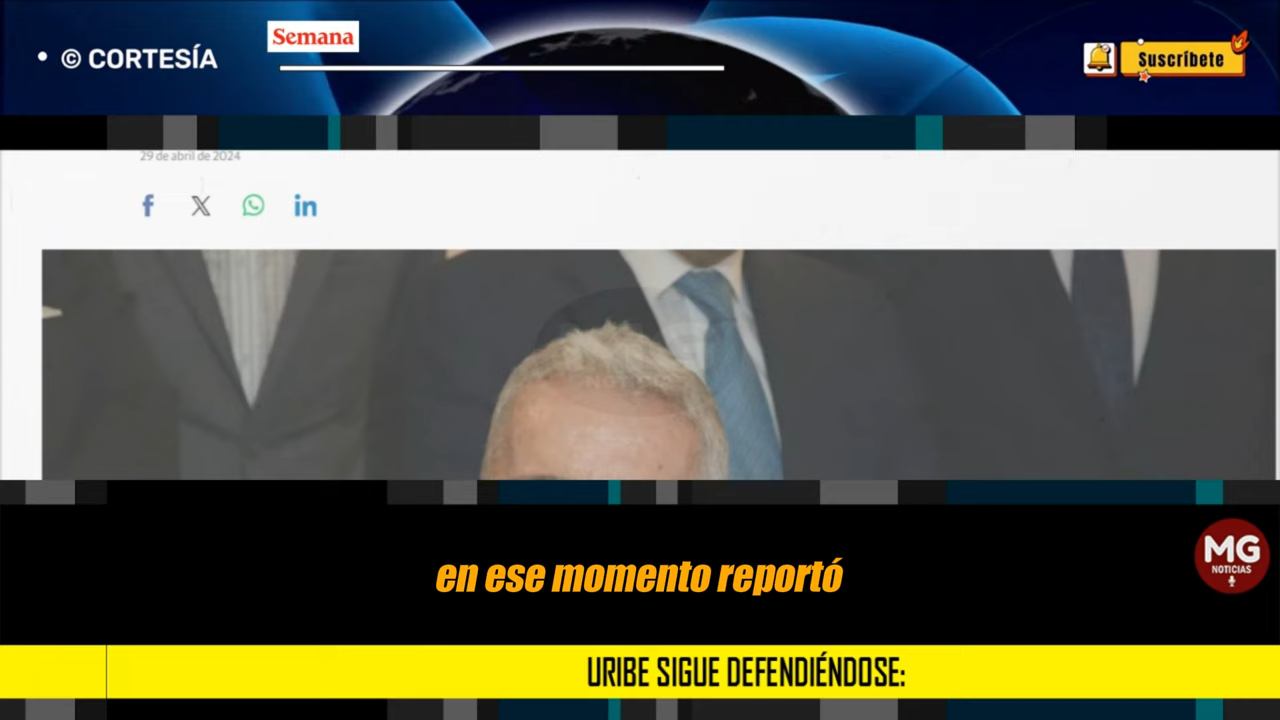 • © CORTESÍA
Semana
Suscríbete
29 de abril de 2024
en ese momento reportó
MG
NOTICIAS
URIBE SIGUE DEFENDIÉNDOSE: